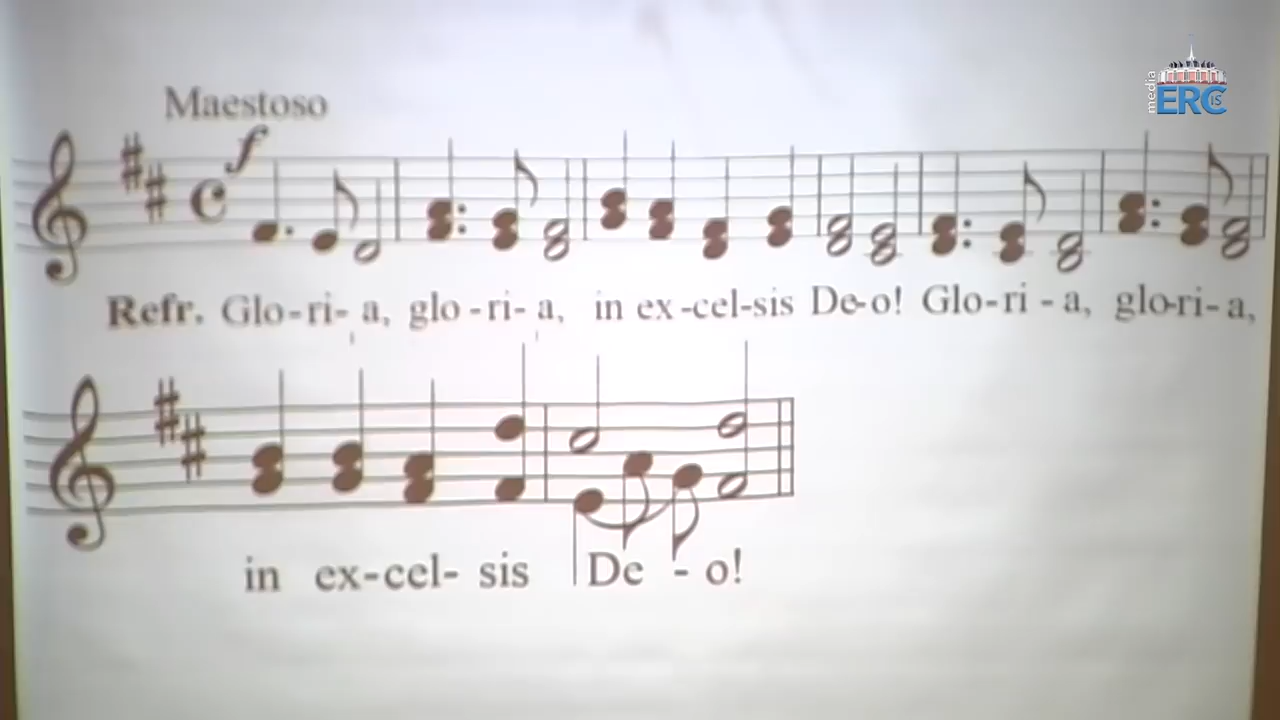 Maestoso
f
Refr. Glo-ri- a, glo-ri- a, in ex-cel-sis De-o! Glo-ri - a, glo-ri- a,
in ex-cel- sis De - o!
media ERC is